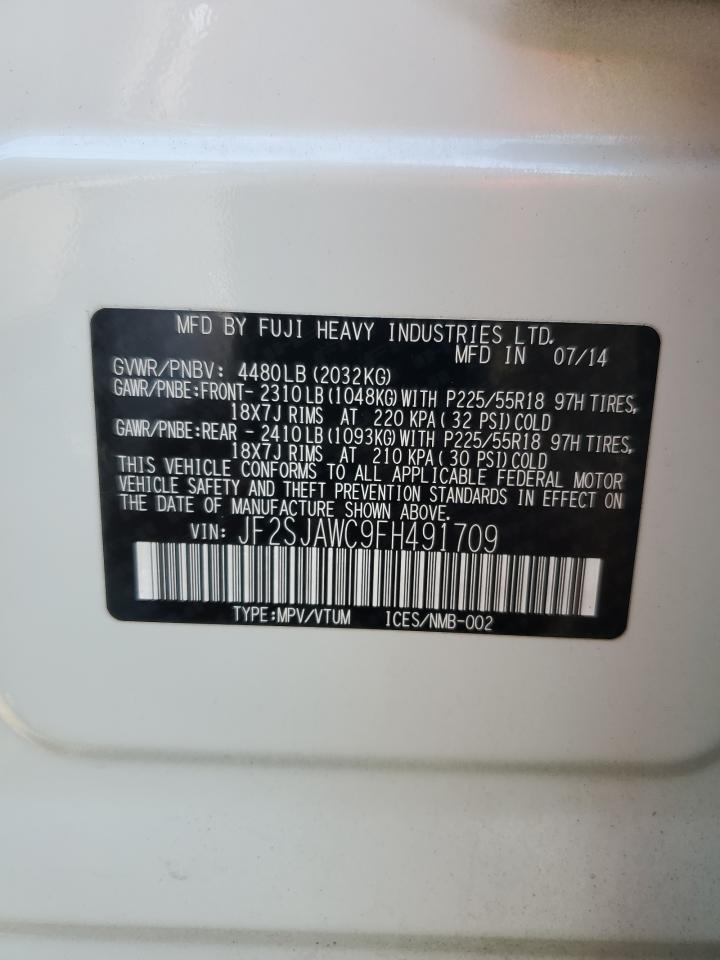 MFD BY FUJI HEAVY INDUSTRIES LTD.
MFD IN 07/14
GVWR/PNBV: 4480LB (2032KG)
GAWR/PNBE:FRONT- 2310LB(1048KG)WITH P225/55R18 97H TIRES,
18X7J RIMS AT 220 KPA( 32 PSI)COLD
GAWR/PNBE:REAR - 2410LB(1093KG)WITH P225/55R18 97H TIRES,
18X7J RIMS AT 210 KPA( 30 PSI)COLD
THIS VEHICLE CONFORMS TO ALL APPLICABLE FEDERAL MOTOR
VEHICLE SAFETY AND THEFT PREVENTION STANDARDS IN EFFECT ON
THE DATE OF MANUFACTURE SHOWN ABOVE.
VIN: JF2SJAWC9FH491709
TYPE:MPV/VTUM ICES/NMB-002